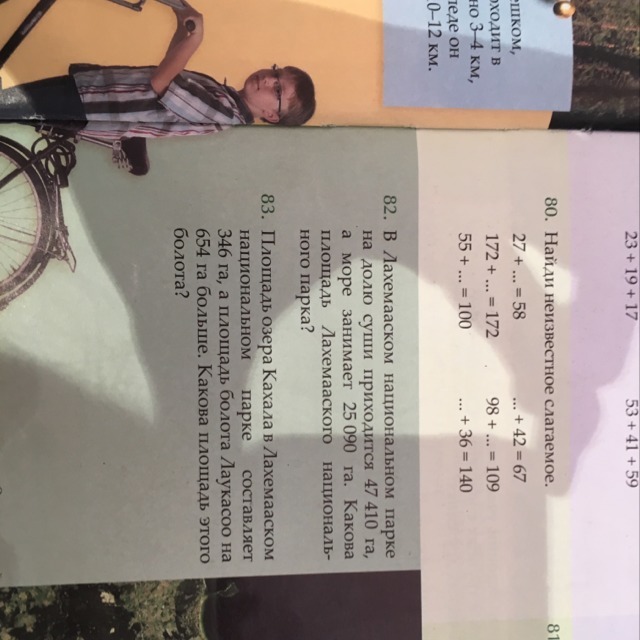 ешком,
оходит в
но 3–4 км,
педе он
0–12 км.
23 + 19 + 17
53 + 41 + 59
80. Найди неизвестное слагаемое.
27 + ... = 58
... + 42 = 67
172 + ... = 172
98 + ... = 109
55 + ... = 100
... + 36 = 140
81
82. В Лахемааском национальном парке
на долю суши приходится 47 410 га,
а море занимает 25 090 га. Какова
площадь Лахемааского националь-
ного парка?
83. Площадь озера Кахала в Лахемааском
национальном парке составляет
346 га, а площадь болота Лаукасоо на
654 га больше. Какова площадь этого
болота?